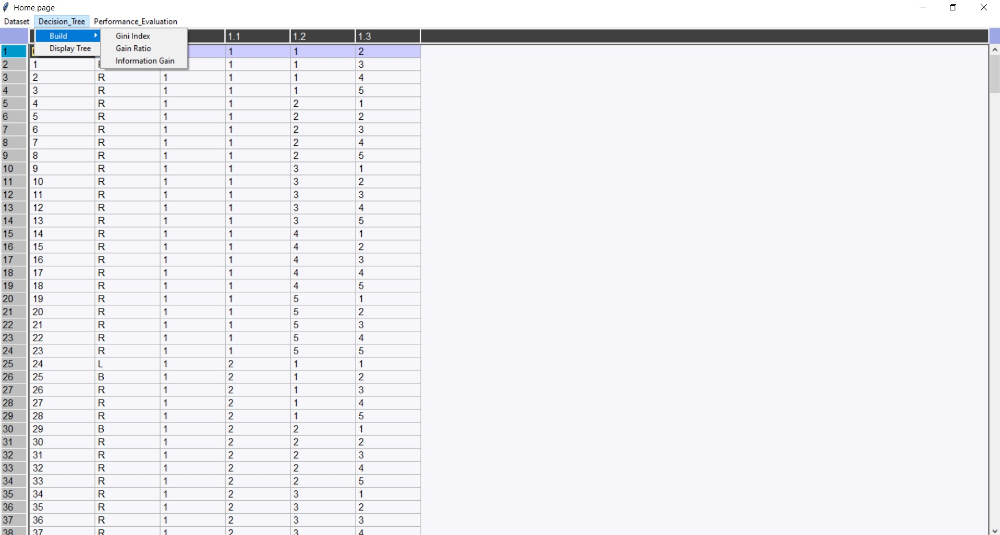 Home page
Dataset Decision_Tree Performance_Evaluation
Build Gini Index 1.1 1.2 1.3
Display Tree Gain Ratio
Information Gain
1 1 1 2
2 1 1 1 3
3 2 R 1 1 1 4
4 3 R 1 1 1 5
5 4 R 1 1 2 1
6 5 R 1 1 2 2
7 6 R 1 1 2 3
8 7 R 1 1 2 4
9 8 R 1 1 2 5
10 9 R 1 1 3 1
11 10 R 1 1 3 2
12 11 R 1 1 3 3
13 12 R 1 1 3 4
14 13 R 1 1 3 5
15 14 R 1 1 4 1
16 15 R 1 1 4 2
17 16 R 1 1 4 3
18 17 R 1 1 4 4
19 18 R 1 1 4 5
20 19 R 1 1 5 1
21 20 R 1 1 5 2
22 21 R 1 1 5 3
23 22 R 1 1 5 4
24 23 R 1 1 5 5
25 24 L 1 2 1 1
26 25 B 1 2 1 2
27 26 R 1 2 1 3
28 27 R 1 2 1 4
29 28 R 1 2 1 5
30 29 B 1 2 2 1
31 30 R 1 2 2 2
32 31 R 1 2 2 3
33 32 R 1 2 2 4
34 33 R 1 2 2 5
35 34 R 1 2 3 1
36 35 R 1 2 3 2
37 36 R 1 2 3 3
38 37 R 1 2 3 4